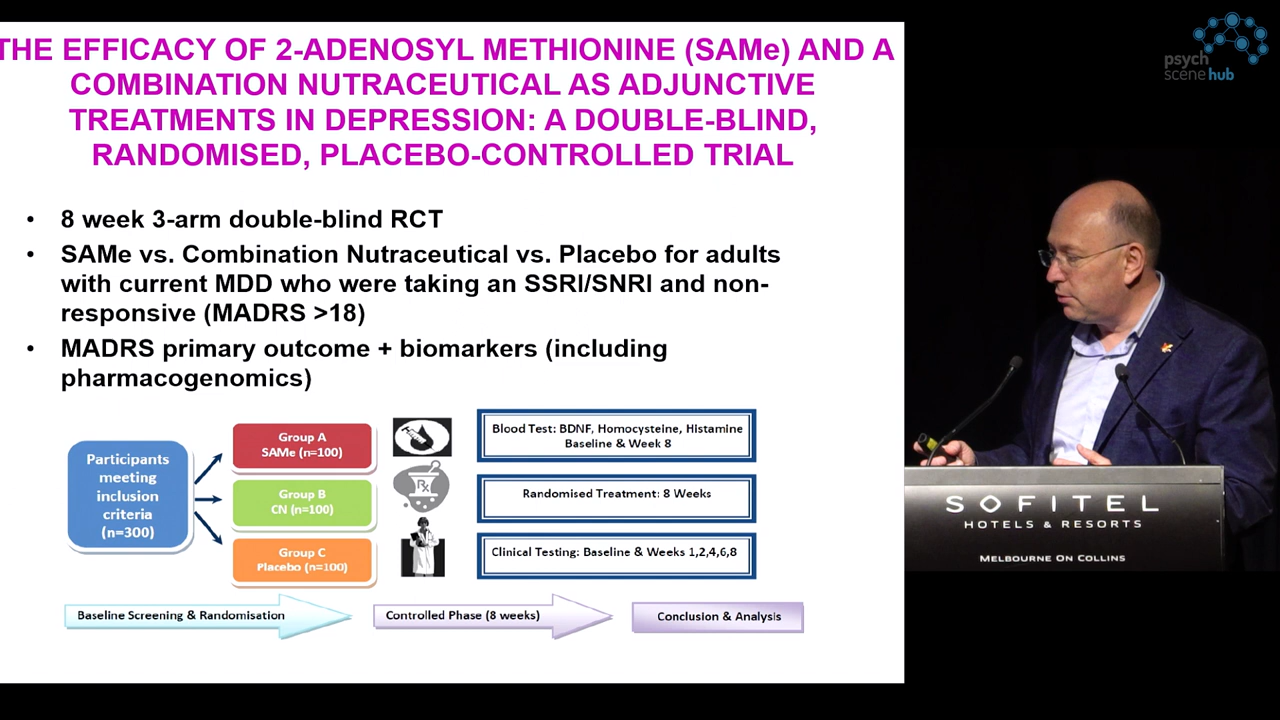 THE EFFICACY OF 2-ADENOSYL METHIONINE (SAMe) AND A
COMBINATION NUTRACEUTICAL AS ADJUNCTIVE
TREATMENTS IN DEPRESSION: A DOUBLE-BLIND,
RANDOMISED, PLACEBO-CONTROLLED TRIAL
• 8 week 3-arm double-blind RCT
• SAMe vs. Combination Nutraceutical vs. Placebo for adults
with current MDD who were taking an SSRI/SNRI and non-
responsive (MADRS >18)
• MADRS primary outcome + biomarkers (including
pharmacogenomics)
Participants
meeting
inclusion
criteria
(n=300)
Group A
SAMe (n=100)
Group B
CN (n=100)
Group C
Placebo (n=100)
Rx
Blood Test: BDNF, Homocysteine, Histamine
Baseline & Week 8
Randomised Treatment: 8 Weeks
Clinical Testing: Baseline & Weeks 1,2,4,6,8
Baseline Screening & Randomisation
Controlled Phase (8 weeks)
Conclusion & Analysis
psych
scene hub
SOFITEL
HOTELS & RESORTS
MELBOURNE ON COLLINS